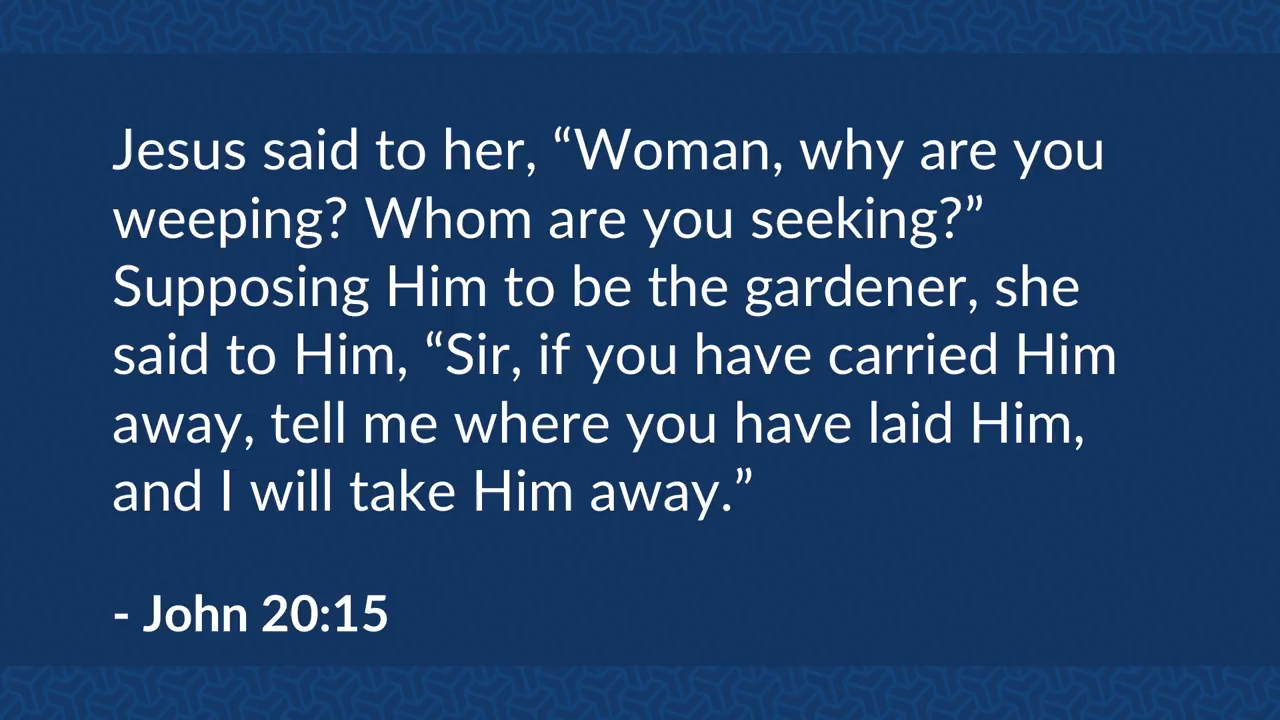 Jesus said to her, “Woman, why are you
weeping? Whom are you seeking?”
Supposing Him to be the gardener, she
said to Him, “Sir, if you have carried Him
away, tell me where you have laid Him,
and I will take Him away.”
- John 20:15